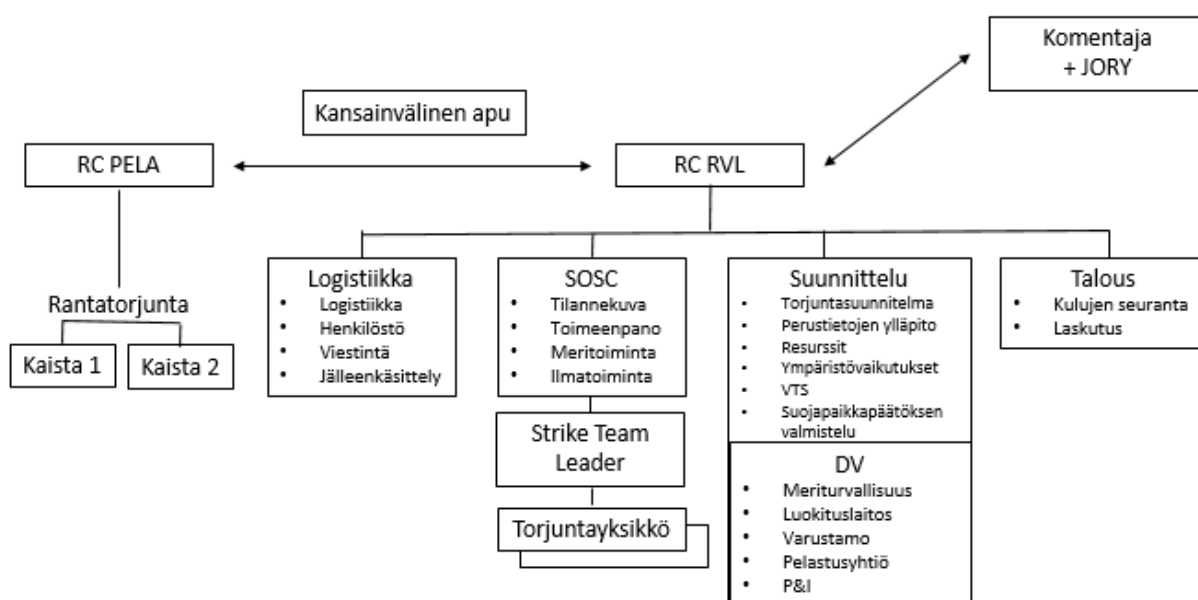 Komentaja
+ JORY
Kansainvälinen apu
RC PELA
RC RVL
Rantatorjunta
Kaista 1
Kaista 2
Logistiikka
• Logistiikka
• Henkilöstö
• Viestintä
• Jälleenkäsittely
SOSC
• Tilannekuva
• Toimeenpano
• Meritoiminta
• Ilmatoiminta
Strike Team
Leader
Torjuntayksikkö
Suunnittelu
• Torjuntasuunnitelma
• Perustietojen ylläpito
• Resurssit
• Ympäristövaikutukset
• VTS
• Suojapaikkapäätöksen
valmistelu
DV
• Meriturvallisuus
• Luokituslaitos
• Varustamo
• Pelastusyhtiö
• P&I
Talous
• Kulujen seuranta
• Laskutus